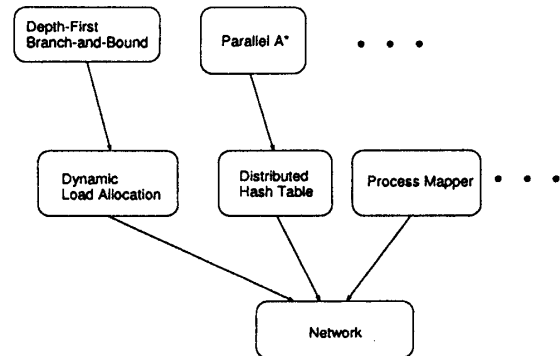 Depth-First
Branch-and-Bound
Parallel A*
Dynamic
Load Allocation
Distributed
Hash Table
Process Mapper
Network